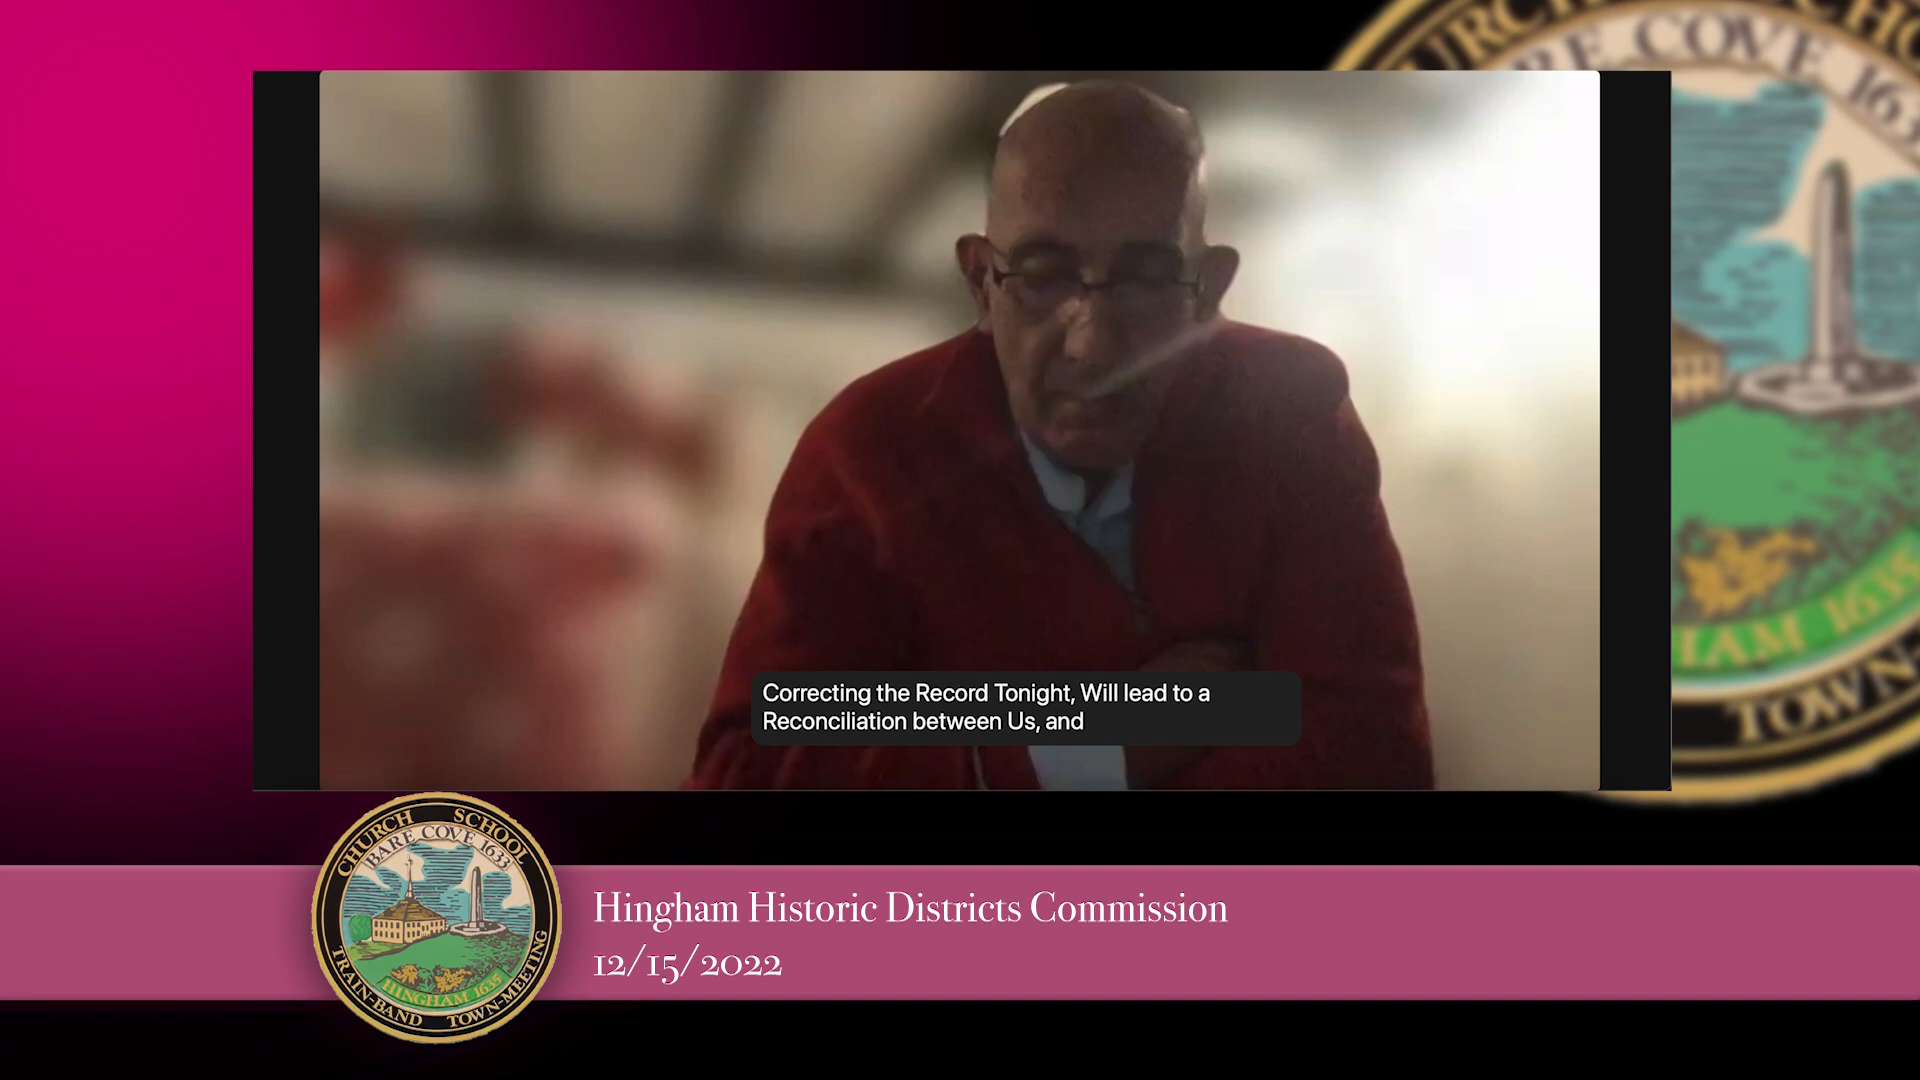 Correcting the Record Tonight, Will lead to a
Reconciliation between Us, and
CHURCH SCHOOL
BARE COVE 1633
HINGHAM 1635
TRAIN-BAND TOWN-MEETING
Hingham Historic Districts Commission
12/15/2022